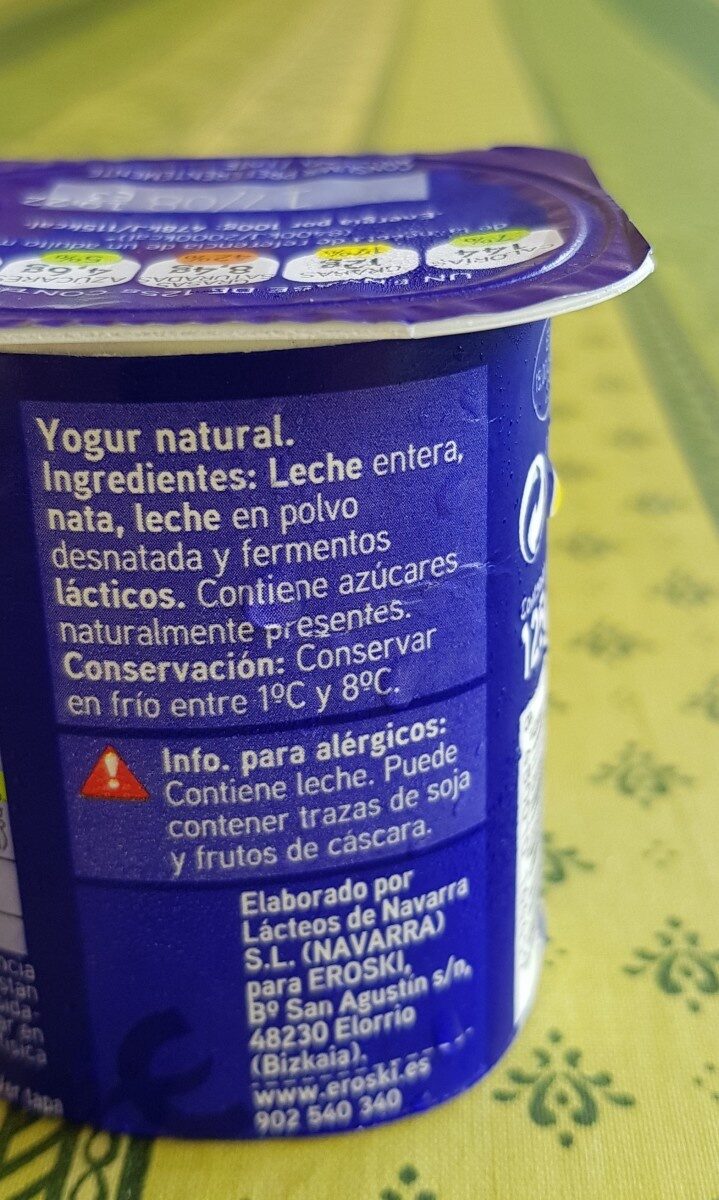 Yogur natural.
Ingredientes: Leche entera,
nata, leche en polvo
desnatada y fermentos
lácticos. Contiene azúcares
naturalmente presentes.
Conservación: Conservar
en frío entre 1ºC y 8ºC.
Info. para alérgicos:
Contiene leche. Puede
contener trazas de soja
y frutos de cáscara.
Elaborado por
Lácteos de Navarra
S.L. (NAVARRA)
para EROSKI,
Bº San Agustín s/n,
48230 Elorrio
(Bizkaia).
www.eroski.es
902 540 340